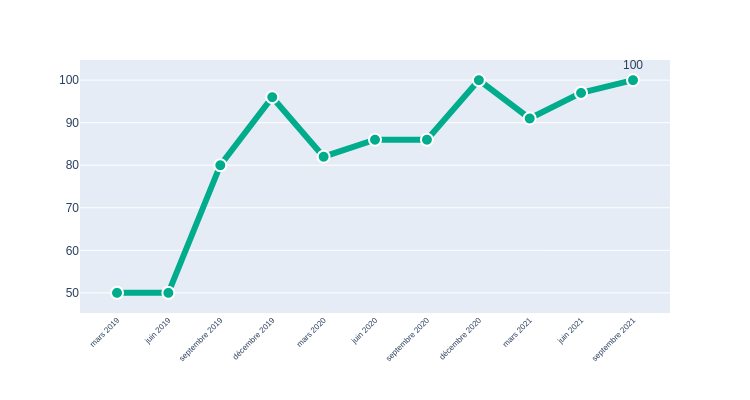 100
100
90
80
70
60
50
mars 2019
juin 2019
septembre 2019
décembre 2019
mars 2020
juin 2020
septembre 2020
décembre 2020
mars 2021
juin 2021
septembre 2021